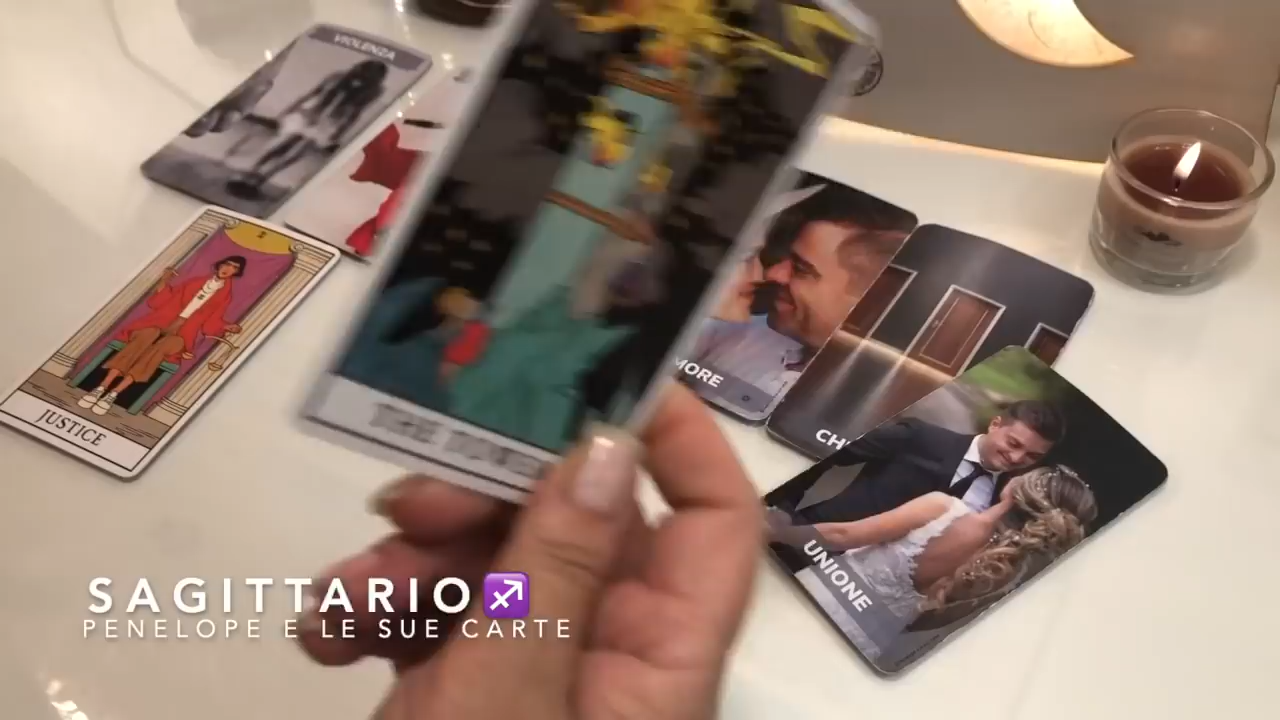 VIOLENZA
JUSTICE
MORE
CH
UNIONE
SAGITTARIO♐
PENELOPE E LE SUE CARTE